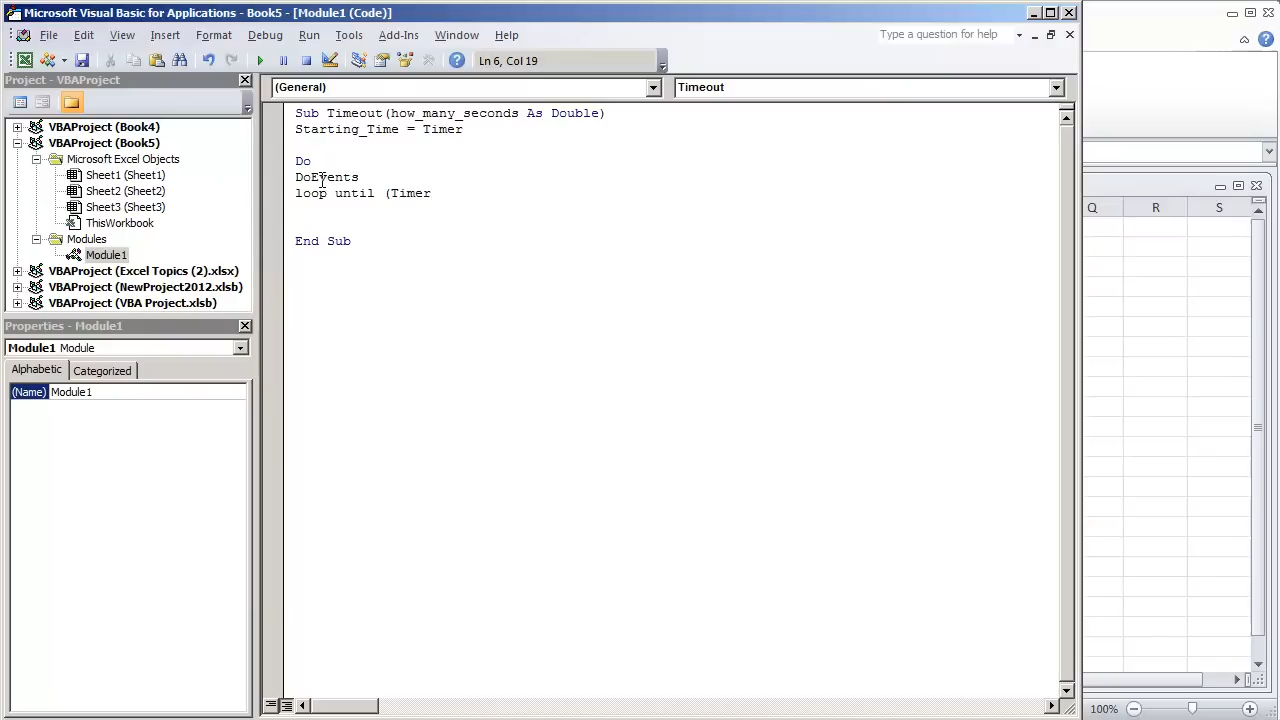 Microsoft Visual Basic for Applications - Book5 - [Module1 (Code)]
File Edit View Insert Format Debug Run Tools Add-Ins Window Help
Type a question for help
Ln 6, Col 19
Project - VBAProject
(General)
Timeout
VBAProject (Book4)
VBAProject (Book5)
Microsoft Excel Objects
Sheet1 (Sheet1)
Sheet2 (Sheet2)
Sheet3 (Sheet3)
ThisWorkbook
Modules
Module1
VBAProject (Excel Topics (2).xlsx)
VBAProject (NewProject2012.xlsb)
VBAProject (VBA Project.xlsb)
Properties - Module1
Module1 Module
Alphabetic Categorized
(Name) Module1
Sub Timeout(how_many_seconds As Double)
Starting_Time = Timer
Do
DoEvents
loop until (Timer
End Sub
Q R S
100%